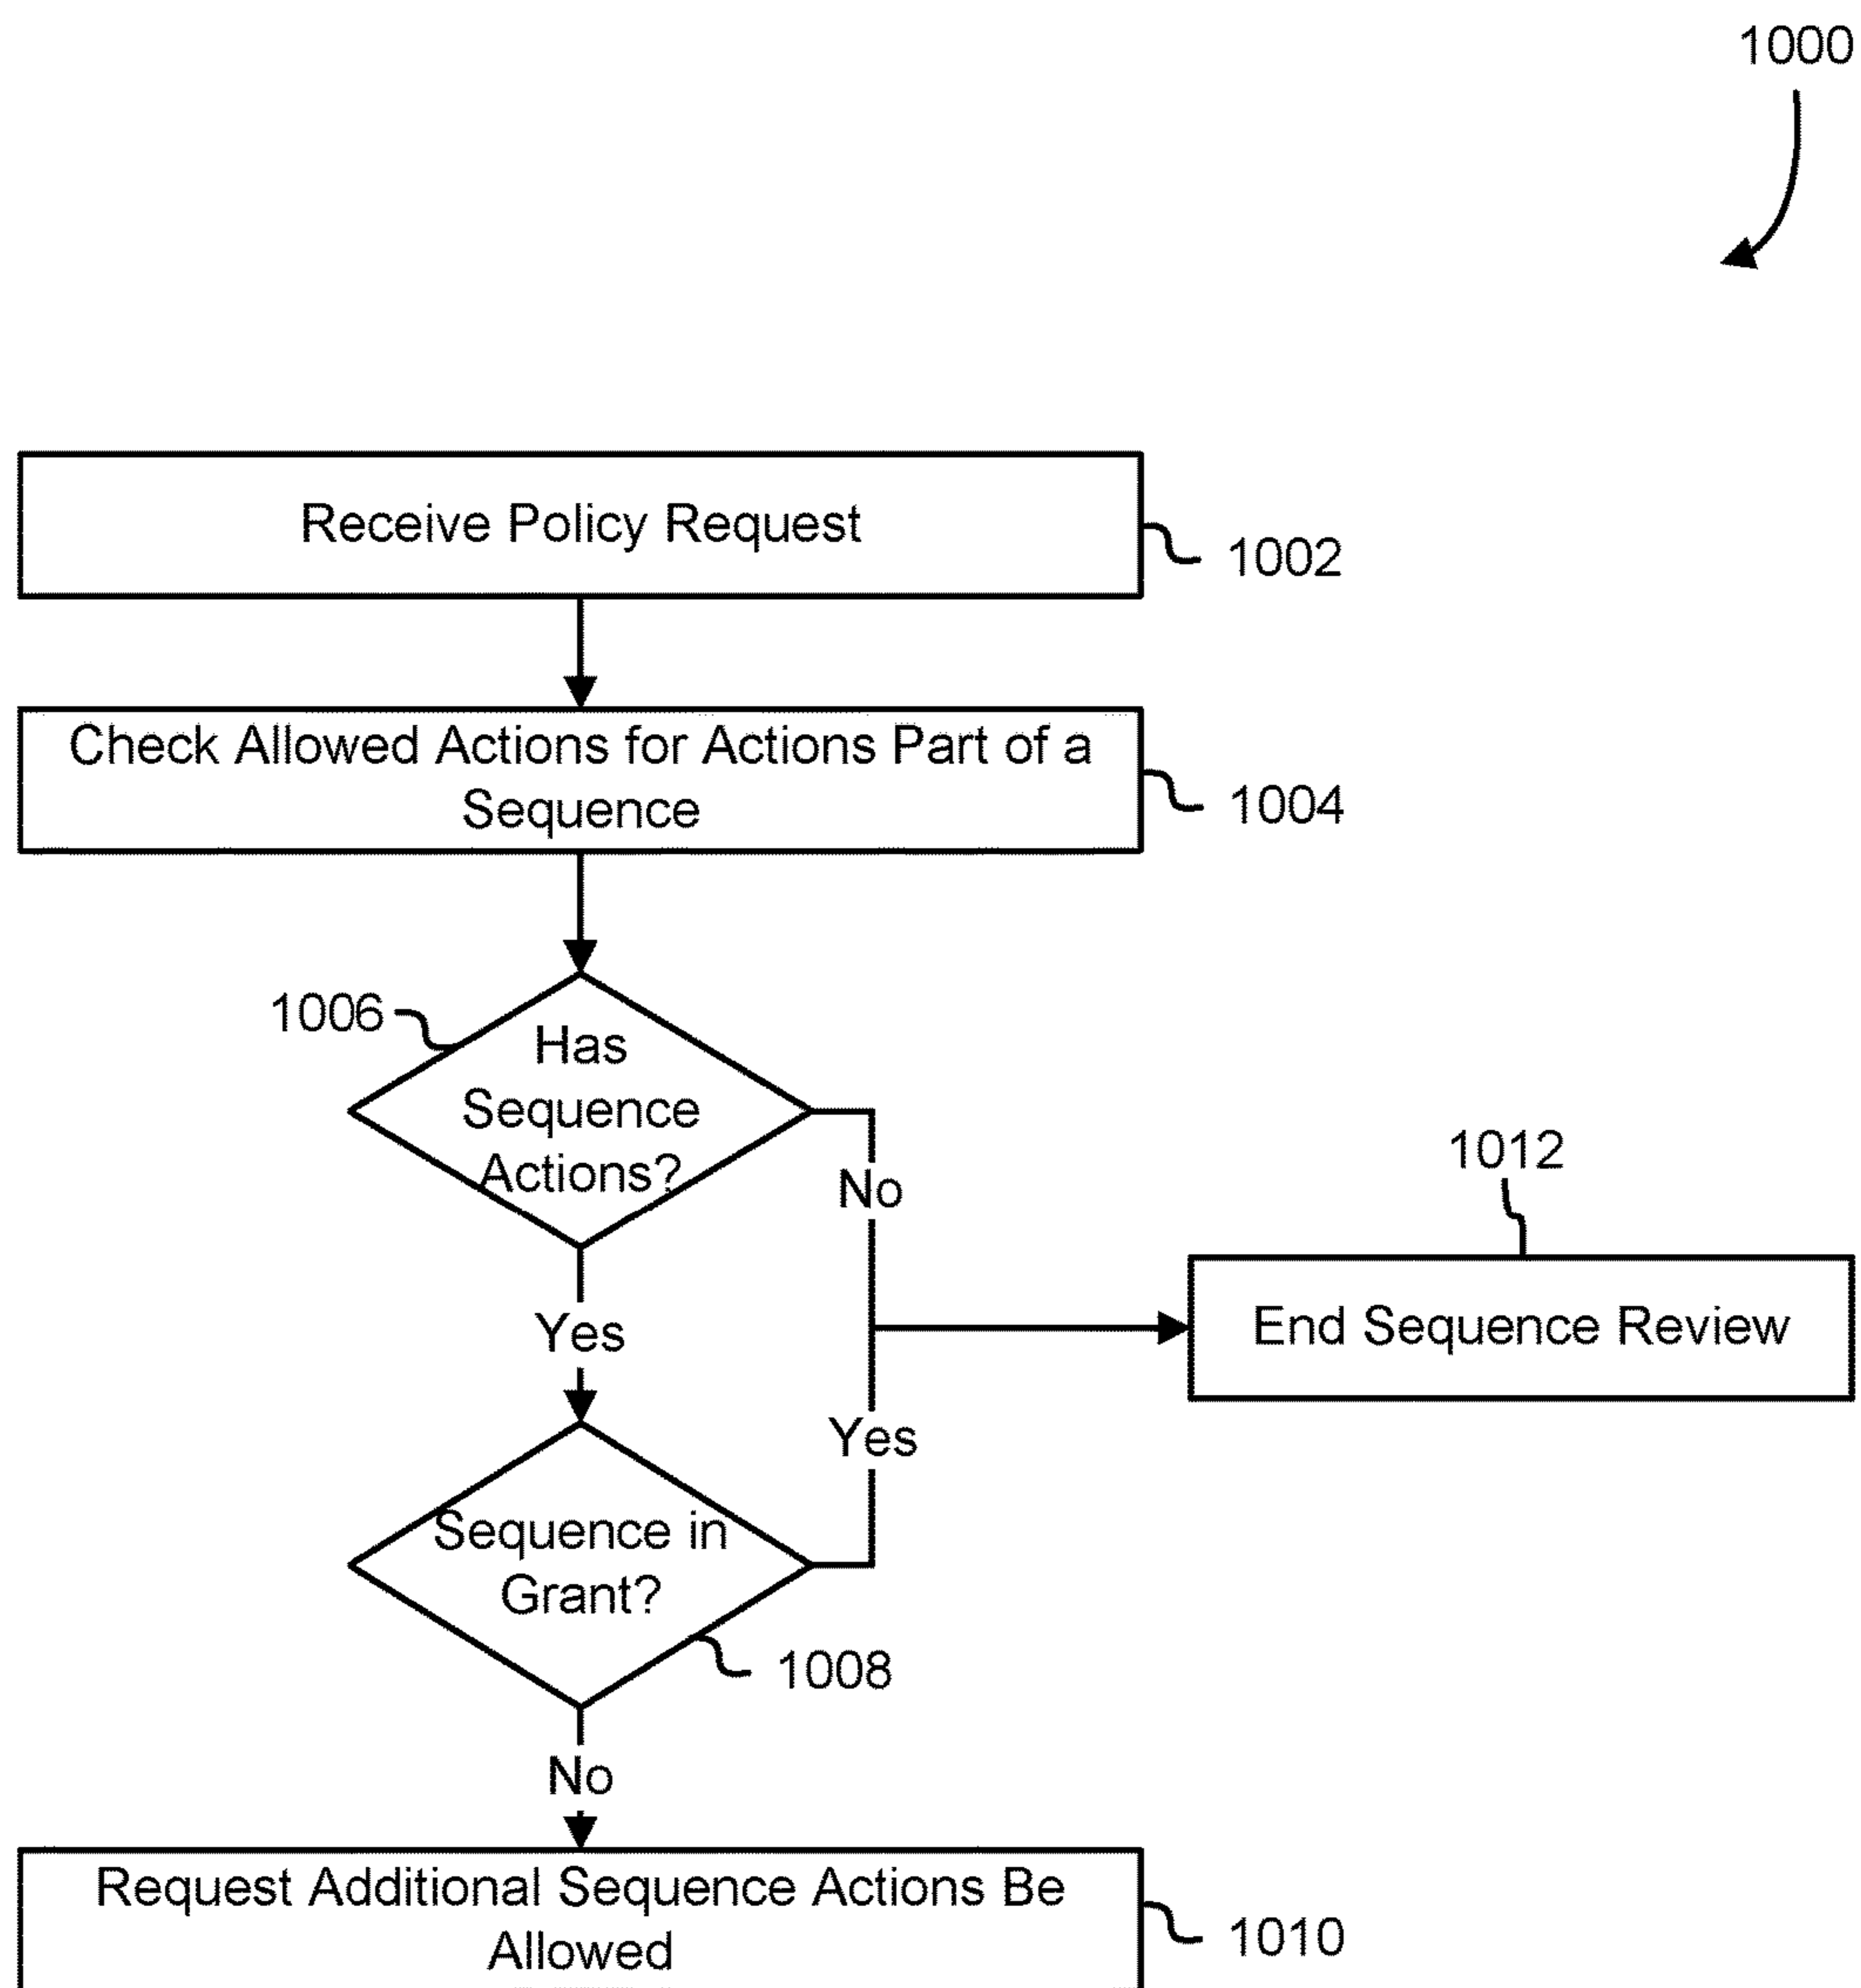 1000
Receive Policy Request
1002
Check Allowed Actions for Actions Part of a
Sequence
1004
1006
Has
Sequence
Actions?
No
1012
End Sequence Review
Yes
Yes
Sequence in
Grant?
1008
No
Request Additional Sequence Actions Be
Allowed
1010